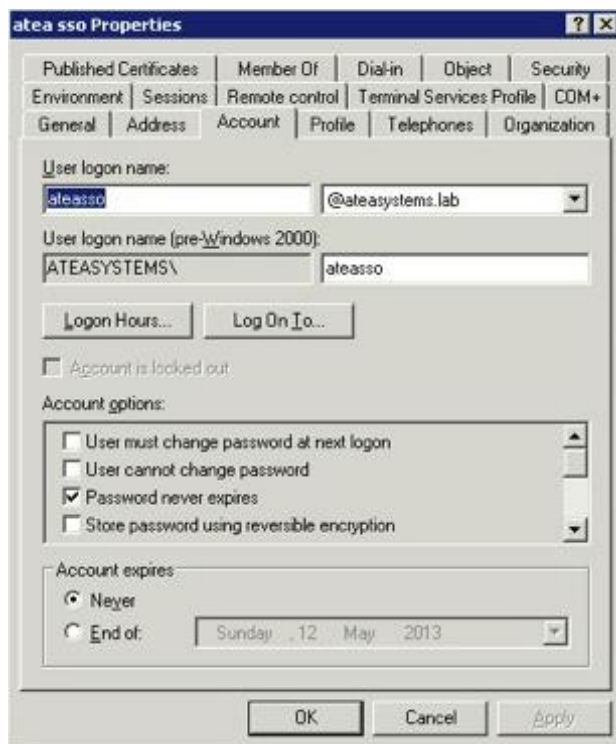 atea sso Properties
Published Certificates Member Of Dial-in Object Security
Environment Sessions Remote control Terminal Services Profile COM+
General Address Account Profile Telephones Organization
User logon name:
ateasso @ateasystems.lab
User logon name (pre-Windows 2000):
ATEASYSTEMS\ ateasso
Logon Hours... Log On To...
Account is locked out
Account options:
User must change password at next logon
User cannot change password
Password never expires
Store password using reversible encryption
Account expires
Never
End of: Sunday , 12 May 2013
OK Cancel Apply